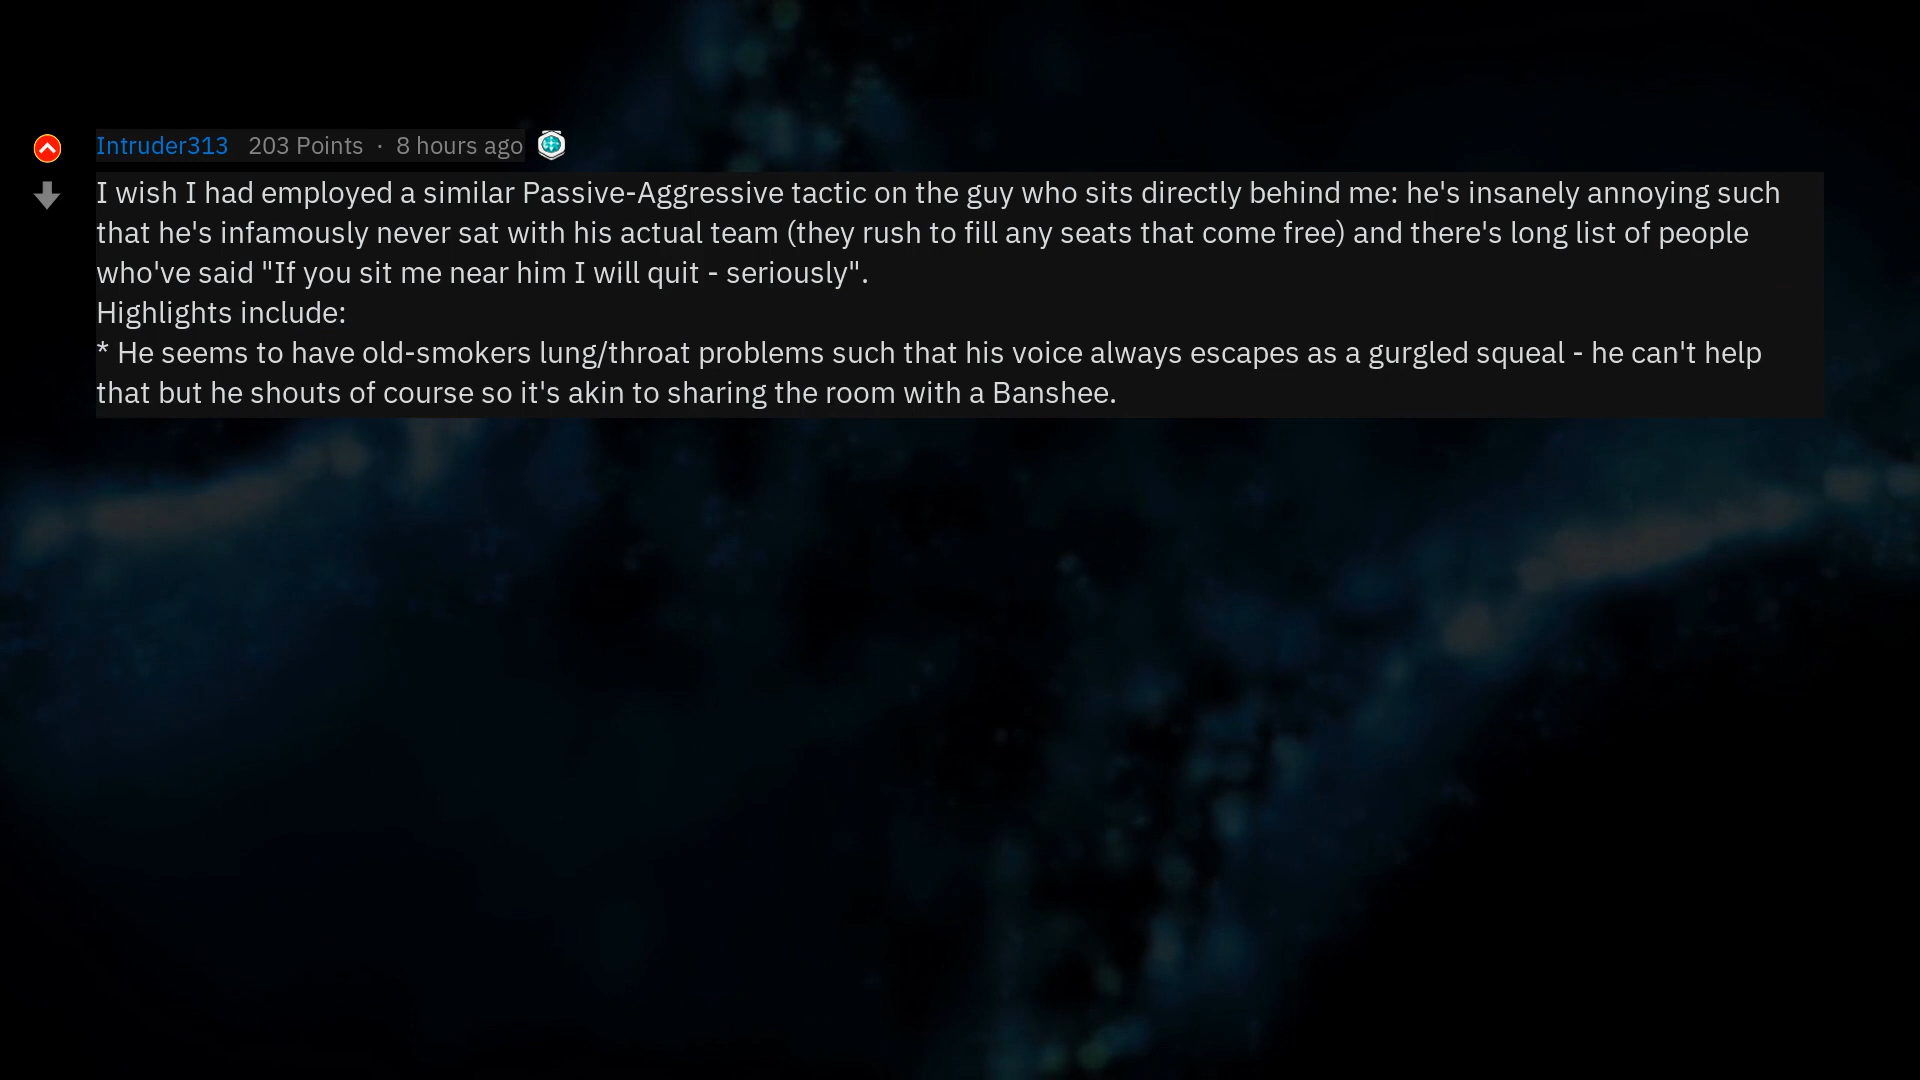 Intruder313 203 Points · 8 hours ago
I wish I had employed a similar Passive-Aggressive tactic on the guy who sits directly behind me: he's insanely annoying such
that he's infamously never sat with his actual team (they rush to fill any seats that come free) and there's long list of people
who've said "If you sit me near him I will quit - seriously".
Highlights include:
* He seems to have old-smokers lung/throat problems such that his voice always escapes as a gurgled squeal - he can't help
that but he shouts of course so it's akin to sharing the room with a Banshee.